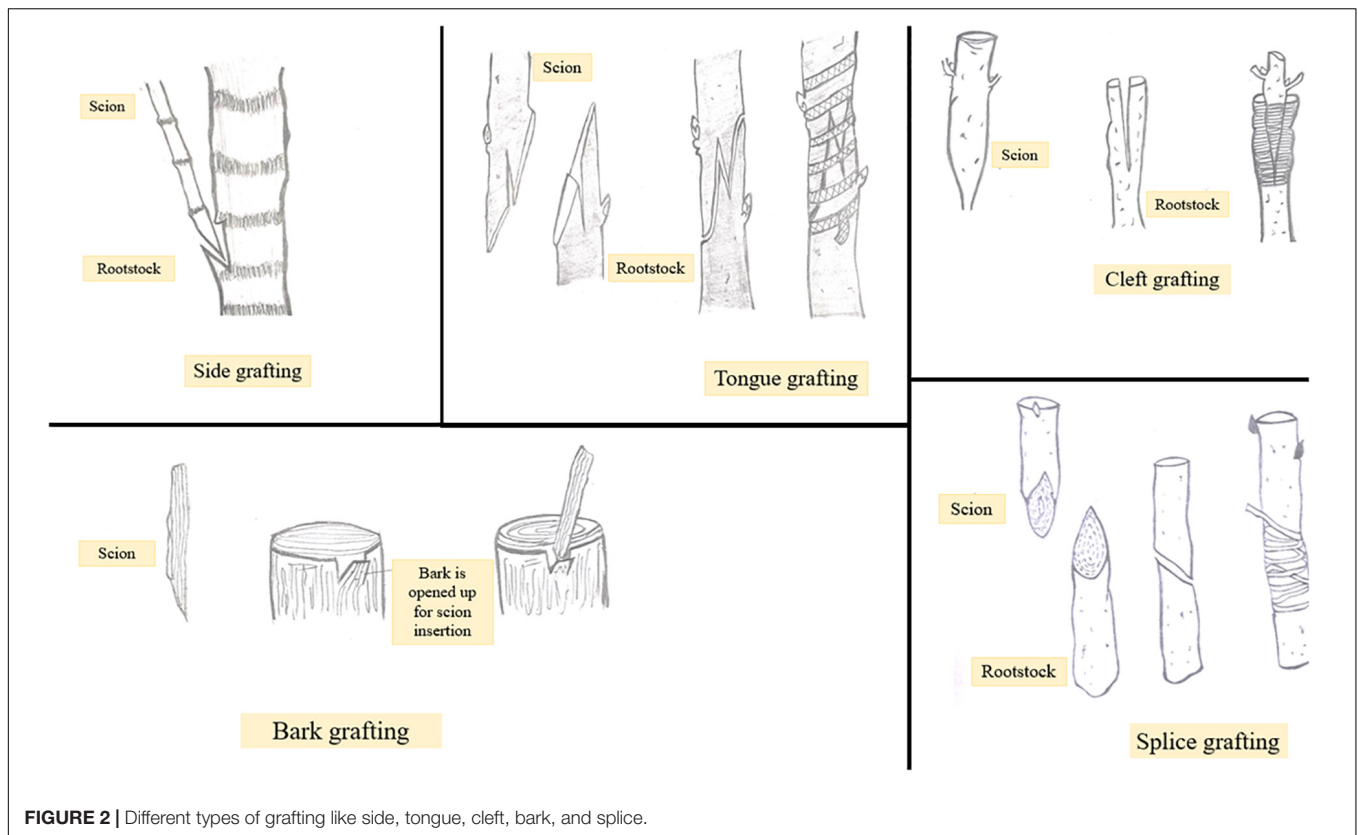 Scion
Rootstock
Side grafting
Scion
Rootstock
Tongue grafting
Scion
Rootstock
Cleft grafting
Scion
Bark is
opened up
for scion
insertion
Bark grafting
Scion
Rootstock
Splice grafting
FIGURE 2 | Different types of grafting like side, tongue, cleft, bark, and splice.